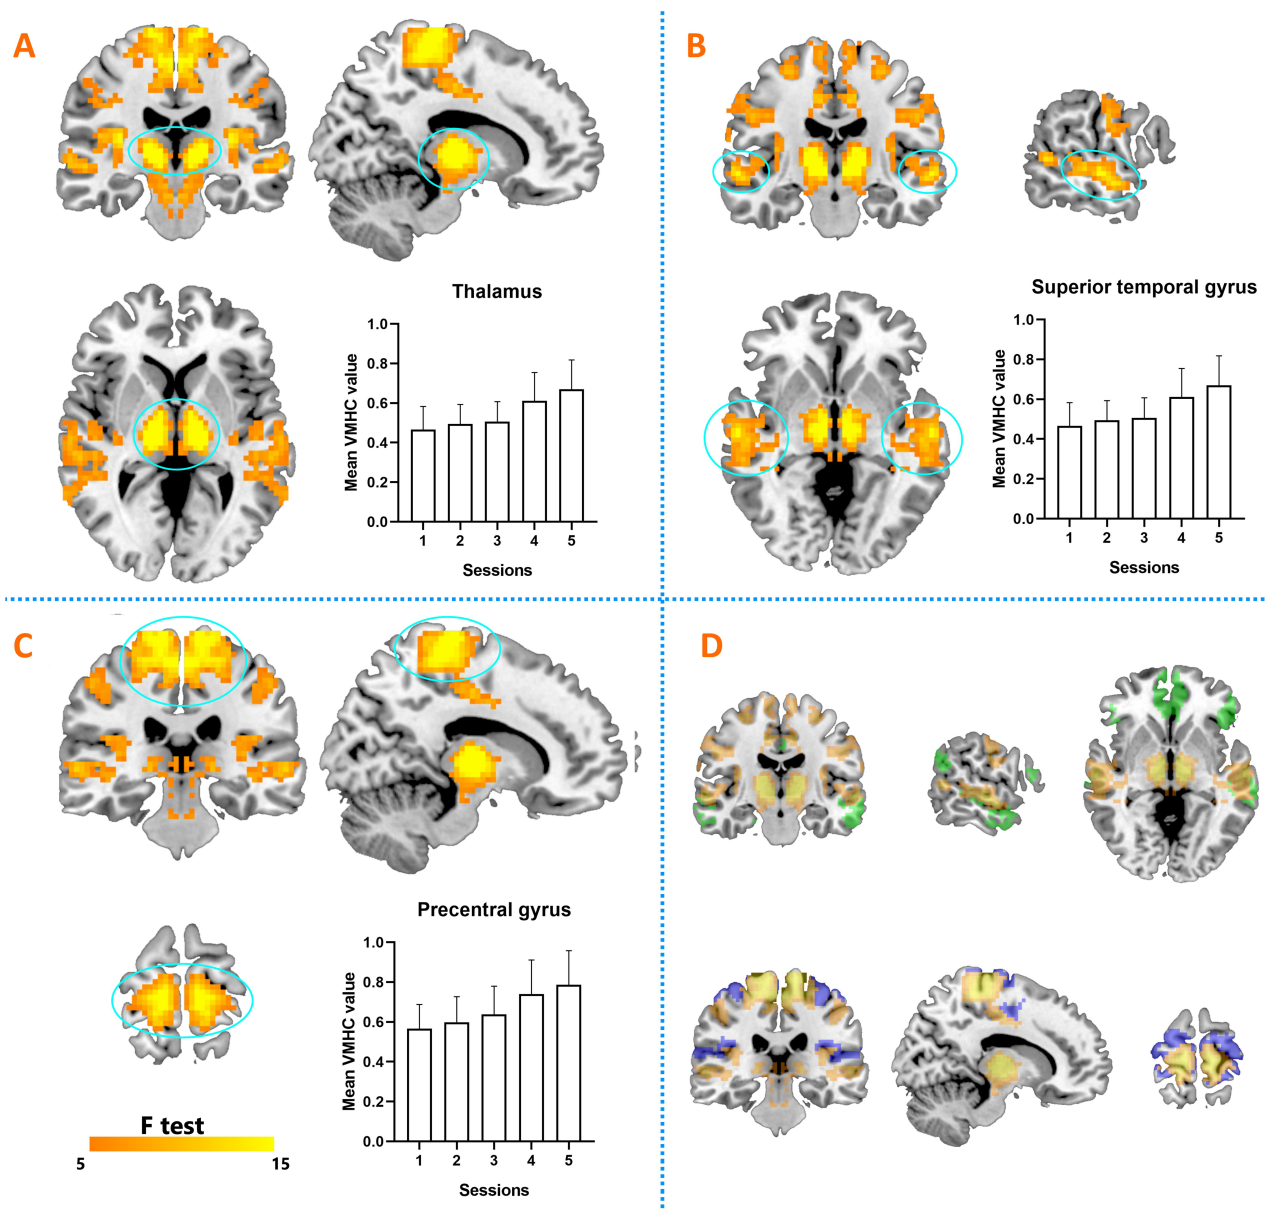 A
B
Thalamus
Mean VMHC value
1.0
0.8
0.6
0.4
0.2
0.0
1 2 3 4 5
Sessions
Superior temporal gyrus
Mean VMHC value
1.0
0.8
0.6
0.4
0.2
0.0
1 2 3 4 5
Sessions
C
D
Precentral gyrus
Mean VMHC value
1.0
0.8
0.6
0.4
0.2
0.0
1 2 3 4 5
Sessions
F test
5 15